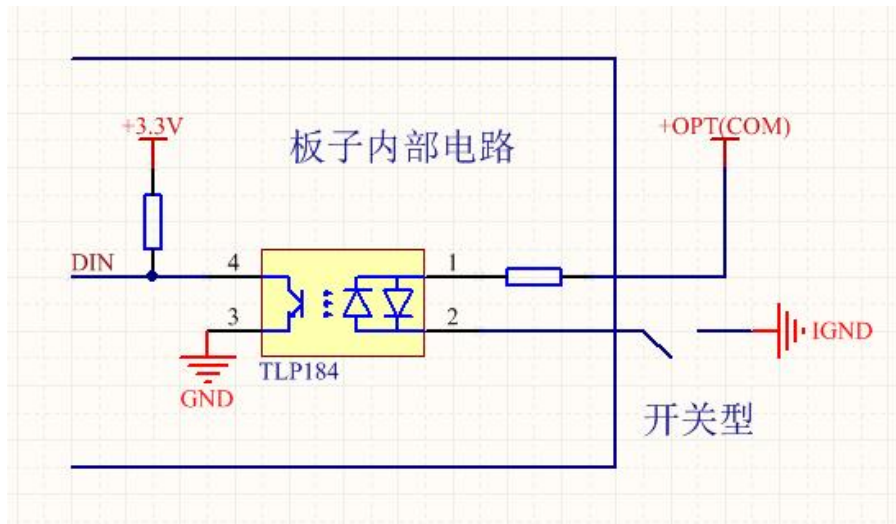 +3.3V
板子内部电路
+OPT(COM)
DIN
4
1
3
2
TLP184
GND
IGND
开关型